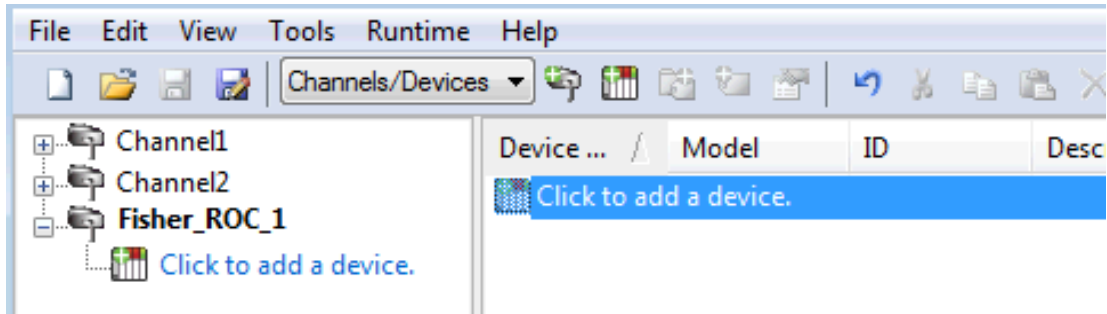 File Edit View Tools Runtime Help
Channels/Devices
Channel1
Channel2
Fisher_ROC_1
Click to add a device.
Device ... Model ID Desc
Click to add a device.